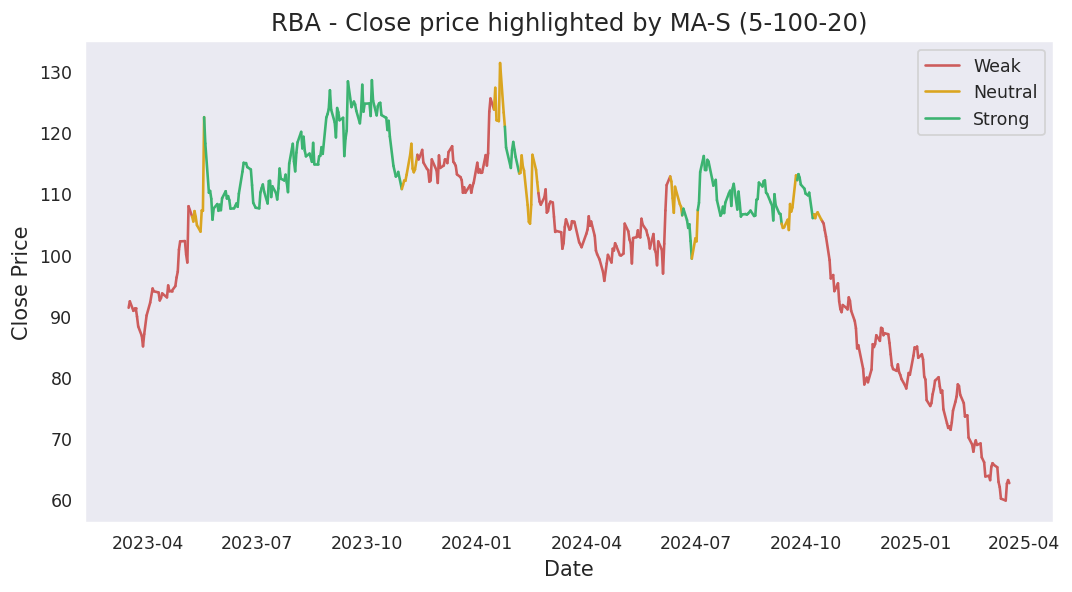 RBA - Close price highlighted by MA-S (5-100-20)
Weak
Neutral
Strong
Close Price
130
120
110
100
90
80
70
60
2023-04 2023-07 2023-10 2024-01 2024-04 2024-07 2024-10 2025-01 2025-04
Date